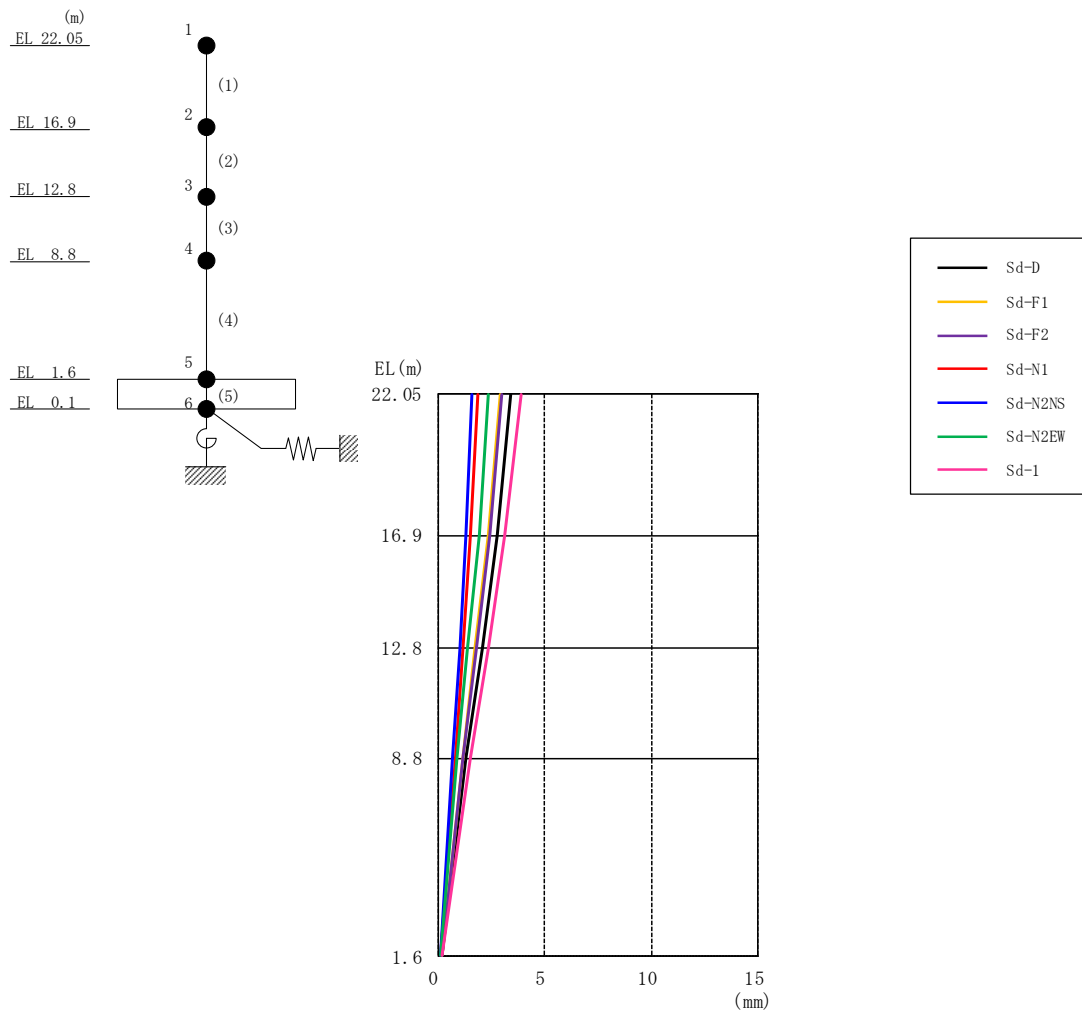 (m)
EL 22.05
1
(1)
EL 16.9
2
(2)
EL 12.8
3
(3)
EL 8.8
4
(4)
EL 1.6
5
(5)
EL 0.1
6
Sd-D
Sd-F1
Sd-F2
Sd-N1
Sd-N2NS
Sd-N2EW
Sd-1
EL(m)
22.05
16.9
12.8
8.8
1.6
0 5 10 15
(mm)